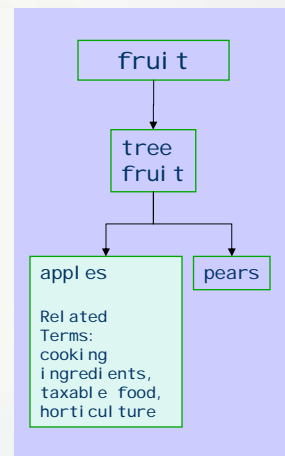 fruit
tree
fruit
apples
pears
Related
Terms:
cooking
ingredients,
taxable food,
horticulture